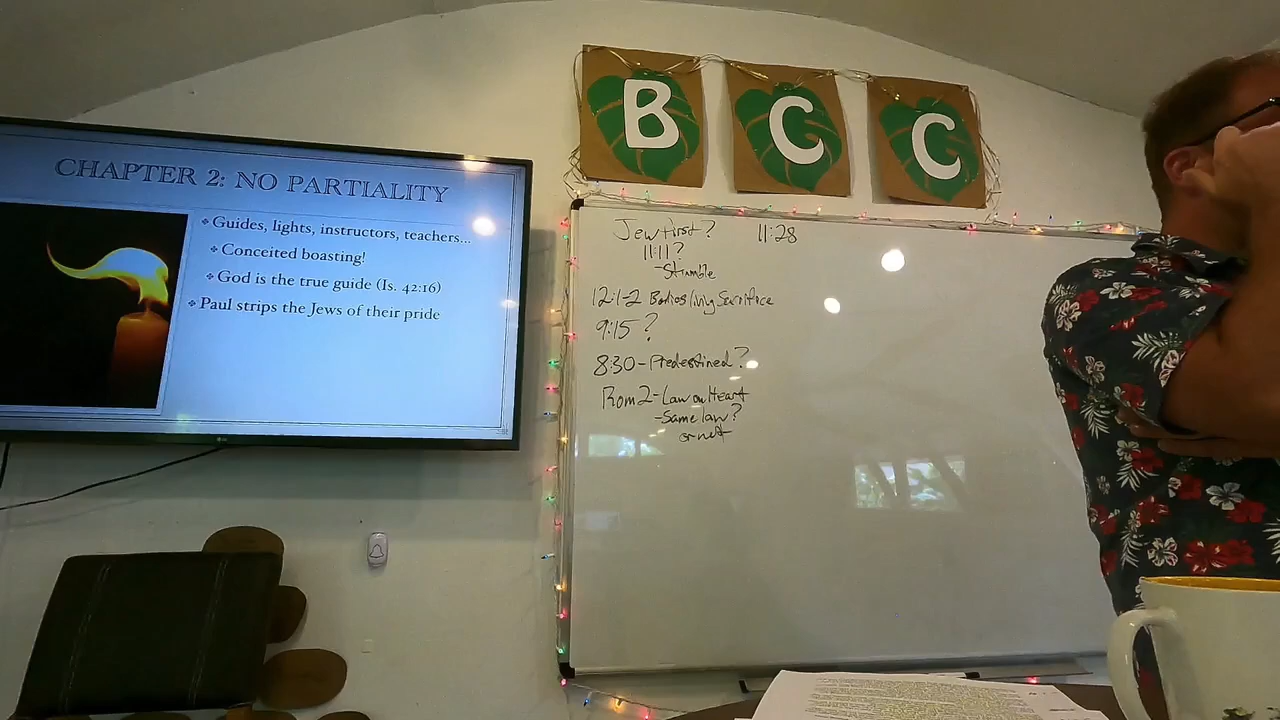 CHAPTER 2: NO PARTIALITY
Guides, lights, instructors, teachers...
Conceited boasting!
God is the true guide (Is. 42:16)
Paul strips the Jews of their pride
B C C
Jew first? 11:28
11:11?
-Stumble
12:1-2 Bodies living Sacrifice
9:15?
8:30-Predestined?
Rom 2-Law on Heart
-Same law?
or not